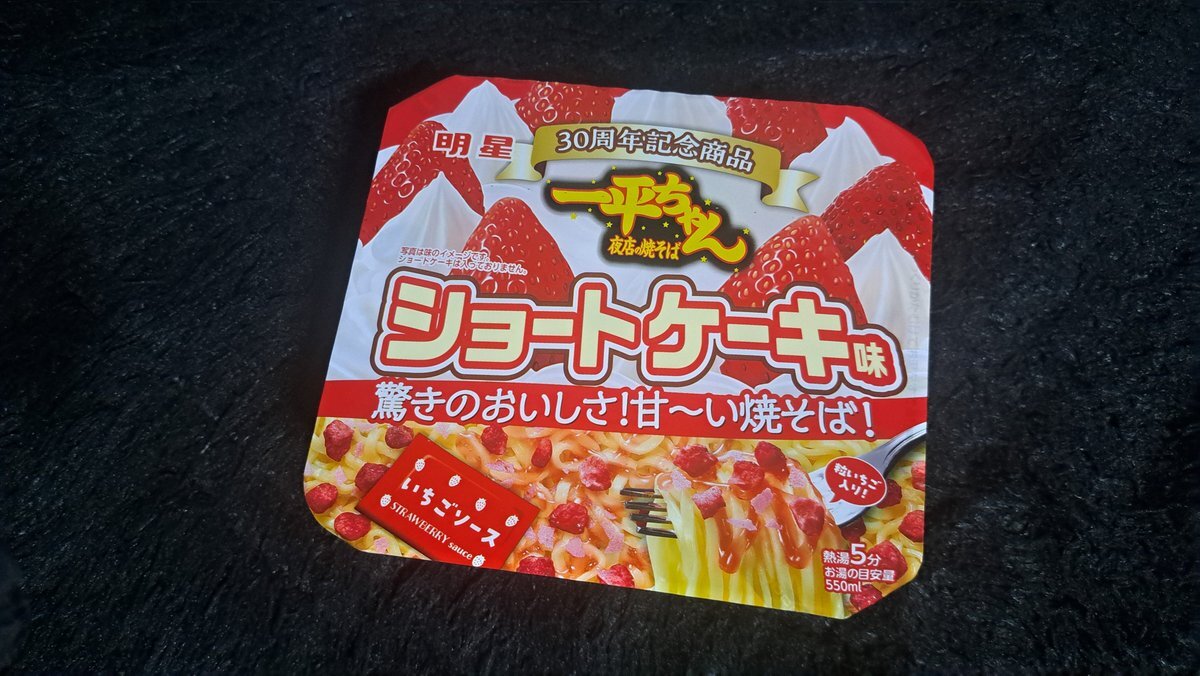 明星
30周年記念商品
一平ちゃん
夜店の焼そば
写真は味のイメージです。
ショートケーキは入っておりません。
ショートケーキ味
驚きのおいしさ!甘〜い焼そば!
いちごソース
STRAWBERRY sauce
粒いちご
入り!
熱湯5分
お湯の目安量
550ml